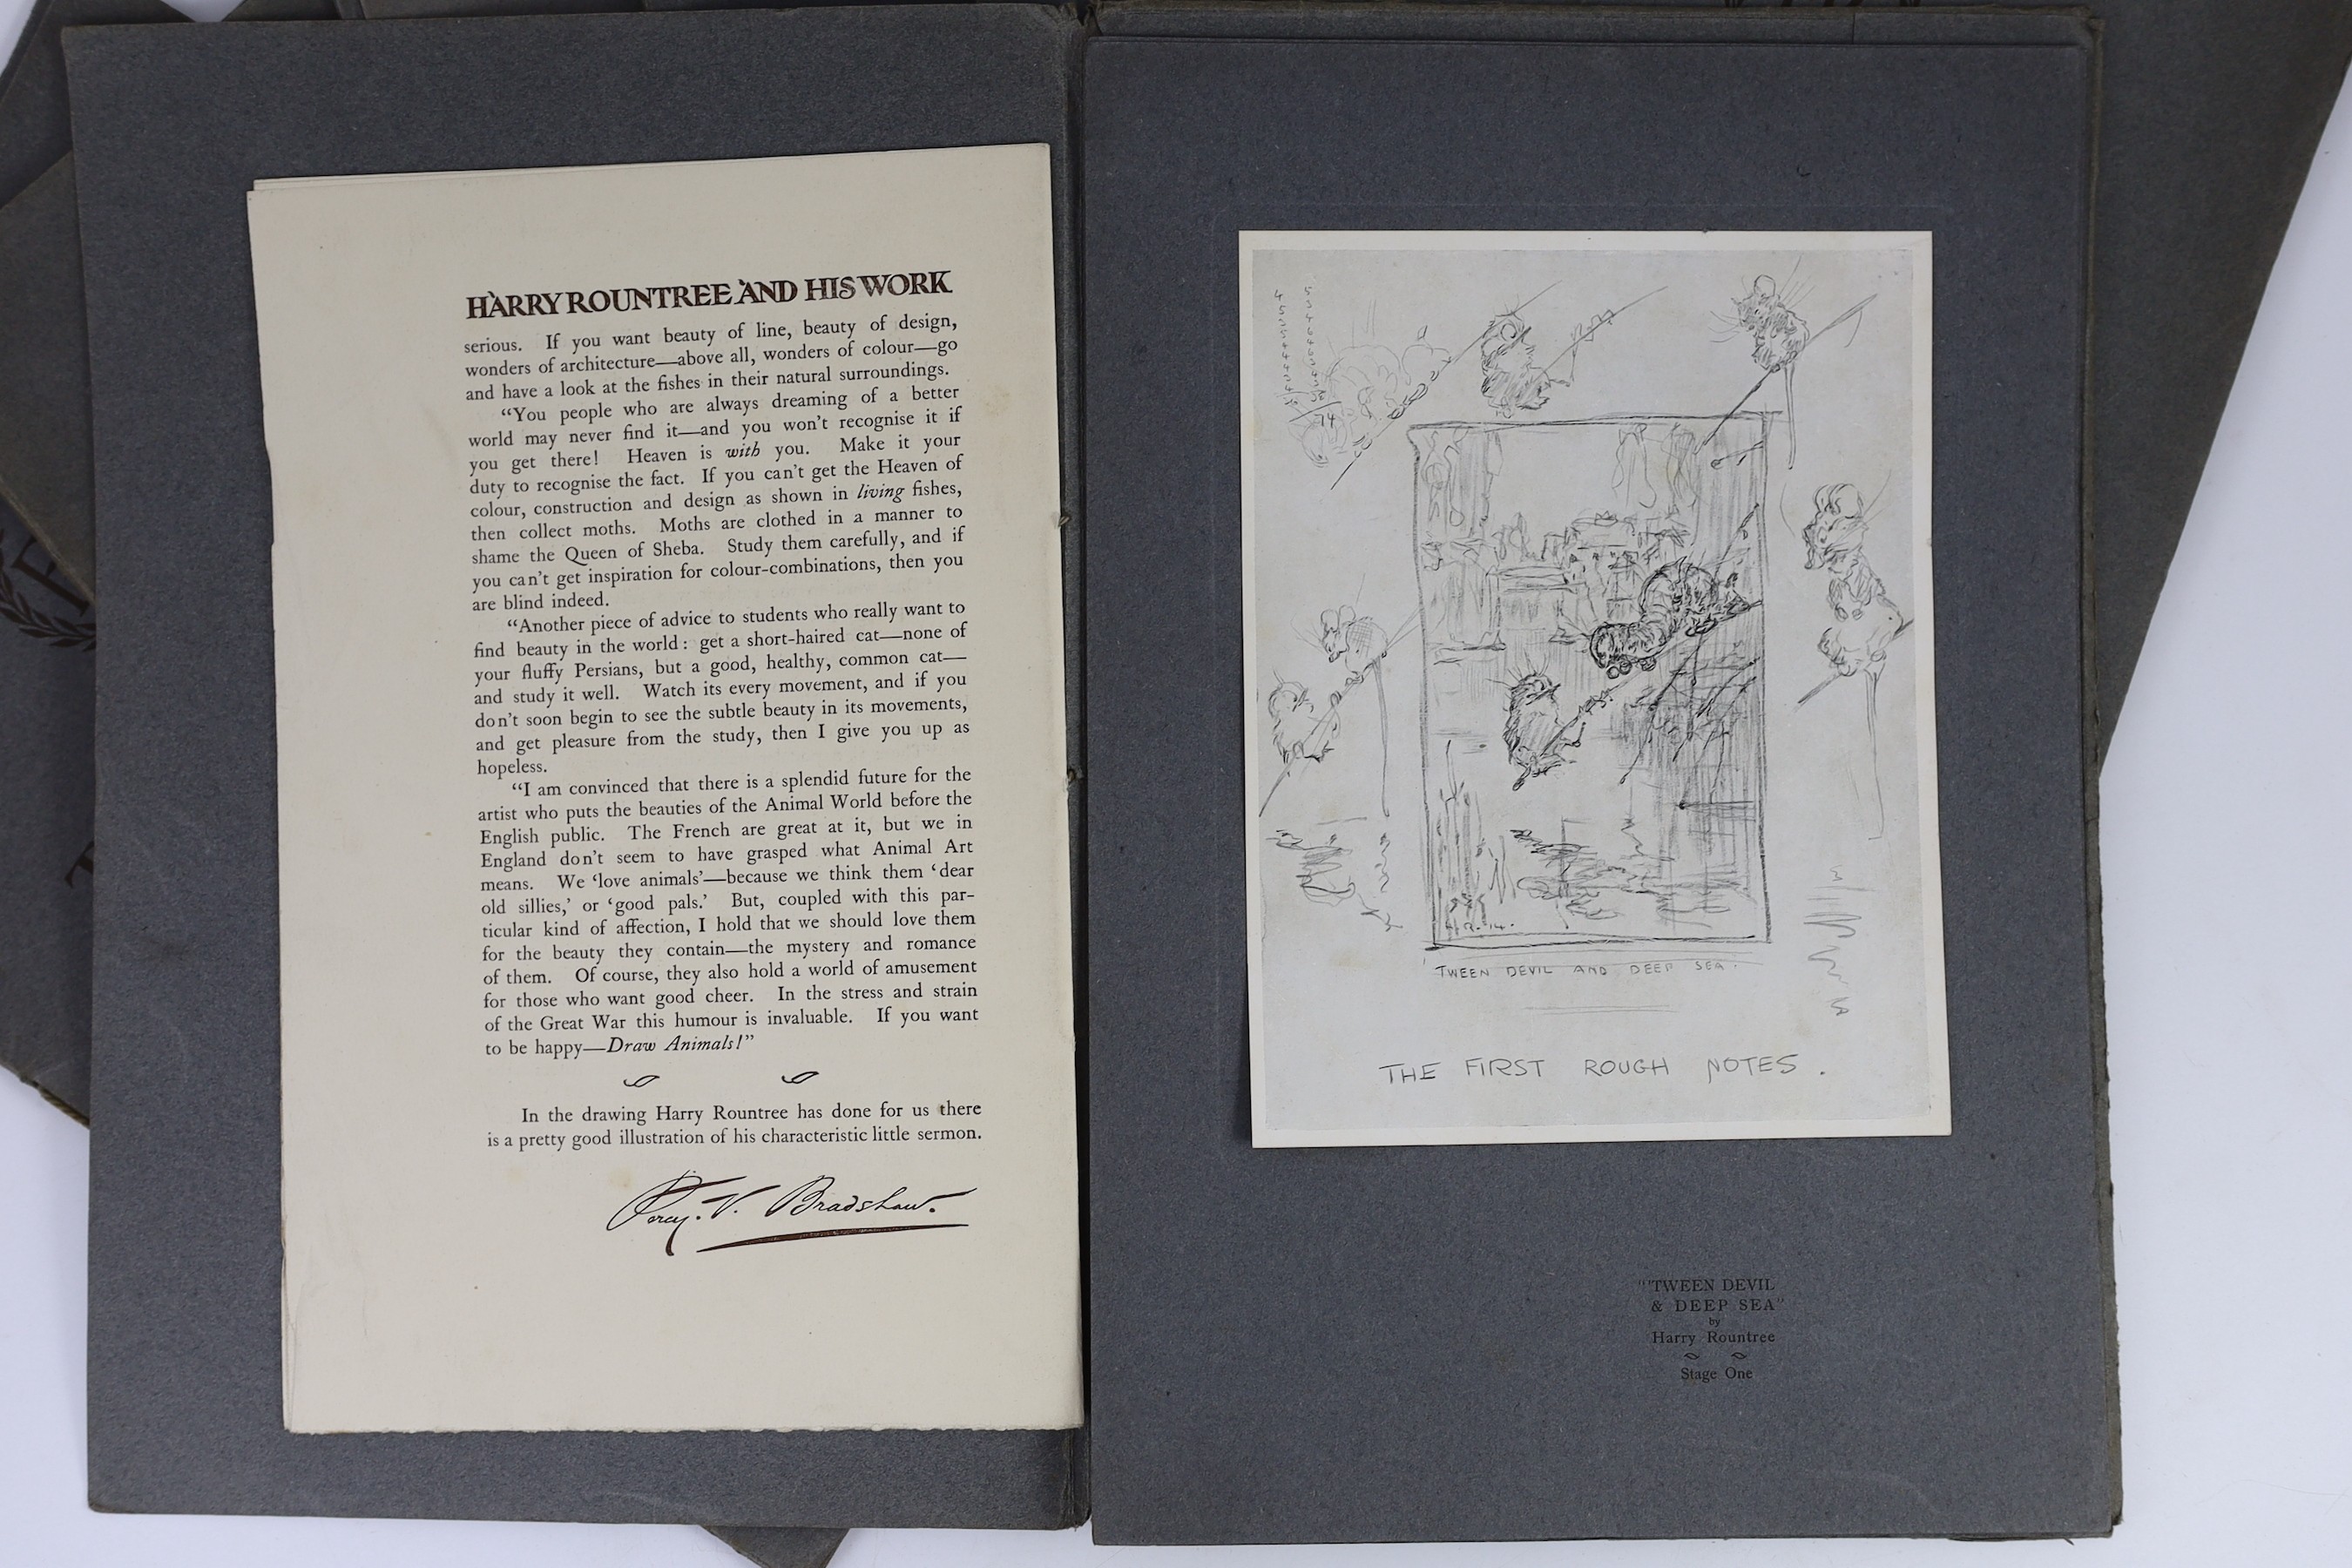 HARRY ROUNTREE AND HIS WORK
serious. If you want beauty of line, beauty of design,
wonders of architecture—above all, wonders of colour—go
and have a look at the fishes in their natural surroundings.
“You people who are always dreaming of a better
world may never find it—and you won’t recognise it if
you get there! Heaven is with you. Make it your
duty to recognise the fact. If you can’t get the Heaven of
colour, construction and design as shown in living fishes,
then collect moths. Moths are clothed in a manner to
shame the Queen of Sheba. Study them carefully, and if
you can’t get inspiration for colour-combinations, then you
are blind indeed.
“Another piece of advice to students who really want to
find beauty in the world: get a short-haired cat—none of
your fluffy Persians, but a good, healthy, common cat—
and study it well. Watch its every movement, and if you
don’t soon begin to see the subtle beauty in its movements,
and get pleasure from the study, then I give you up as
hopeless.
“I am convinced that there is a splendid future for the
artist who puts the beauties of the Animal World before the
English public. The French are great at it, but we in
England don’t seem to have grasped what Animal Art
means. We ‘love animals’—because we think them ‘dear
old sillies,’ or ‘good pals.’ But, coupled with this par-
ticular kind of affection, I hold that we should love them
for the beauty they contain—the mystery and romance
of them. Of course, they also hold a world of amusement
for those who want good cheer. In the stress and strain
of the Great War this humour is invaluable. If you want
to be happy—Draw Animals!”
In the drawing Harry Rountree has done for us there
is a pretty good illustration of his characteristic little sermon.
Percy. V. Bradshaw.
H.R. 14.
'TWEEN DEVIL AND DEEP SEA.
THE FIRST ROUGH NOTES.
"'TWEEN DEVIL
& DEEP SEA"
by
Harry Rountree
Stage One